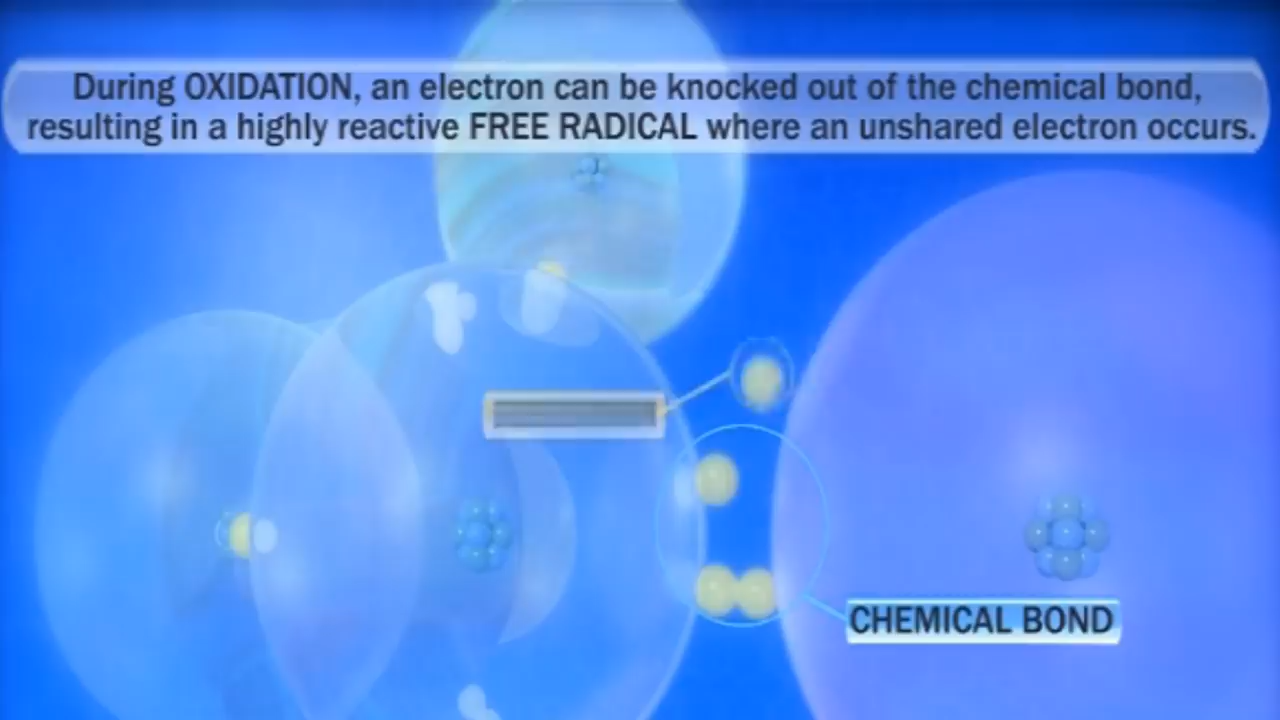 During OXIDATION, an electron can be knocked out of the chemical bond,
resulting in a highly reactive FREE RADICAL where an unshared electron occurs.
CHEMICAL BOND